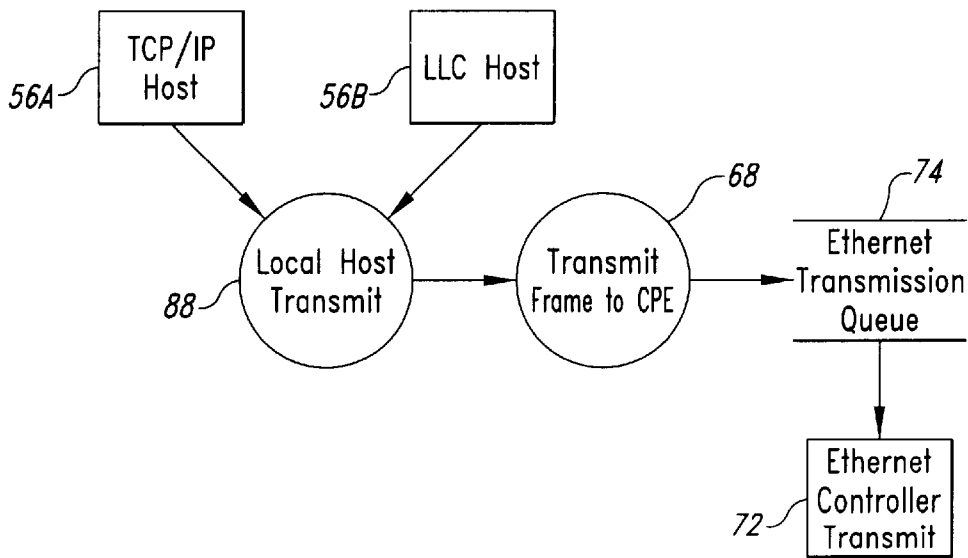 TCP/IP
Host
56A
LLC Host
56B
68
74
Local Host
Transmit
88
Transmit
Frame to CPE
Ethernet
Transmission
Queue
Ethernet
Controller
Transmit
72